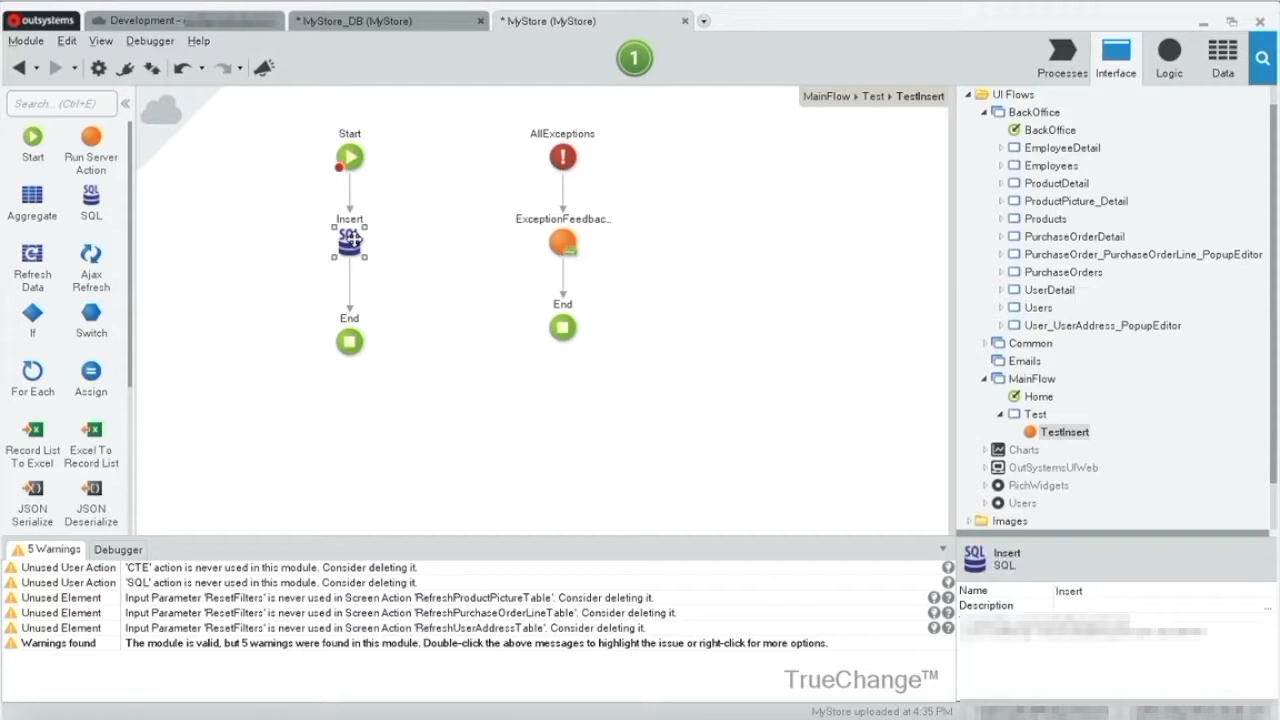 outsystems
Development -
* MyStore_DB (MyStore)
* MyStore (MyStore)
Module Edit View Debugger Help
1
Processes
Interface
Logic
Data
Search... (Ctrl+E)
MainFlow Test TestInsert
Start
Run Server
Action
Aggregate
SQL
SQL
Refresh
Data
Ajax
Refresh
If
Switch
For Each
Assign
Record List
To Excel
Excel To
Record List
JSON
Serialize
JSON
Deserialize
Start
Insert
SQL
End
AllExceptions
ExceptionFeedbac...
End
UI Flows
BackOffice
BackOffice
EmployeeDetail
Employees
ProductDetail
ProductPicture_Detail
Products
PurchaseOrderDetail
PurchaseOrder_PurchaseOrderLine_PopupEditor
PurchaseOrders
UserDetail
Users
User_UserAddress_PopupEditor
Common
Emails
MainFlow
Home
Test
TestInsert
Charts
OutSystemsUIWeb
RichWidgets
Users
Images
5 Warnings
Debugger
Unused User Action 'CTE' action is never used in this module. Consider deleting it.
Unused User Action 'SQL' action is never used in this module. Consider deleting it.
Unused Element Input Parameter 'ResetFilters' is never used in Screen Action 'RefreshProductPictureTable'. Consider deleting it.
Unused Element Input Parameter 'ResetFilters' is never used in Screen Action 'RefreshPurchaseOrderLineTable'. Consider deleting it.
Unused Element Input Parameter 'ResetFilters' is never used in Screen Action 'RefreshUserAddressTable'. Consider deleting it.
Warnings found The module is valid, but 5 warnings were found in this module. Double-click the above messages to highlight the issue or right-click for more options.
TrueChange™
SQL
Insert
SQL
Name Insert
Description ...
MyStore uploaded at 4:35 PM